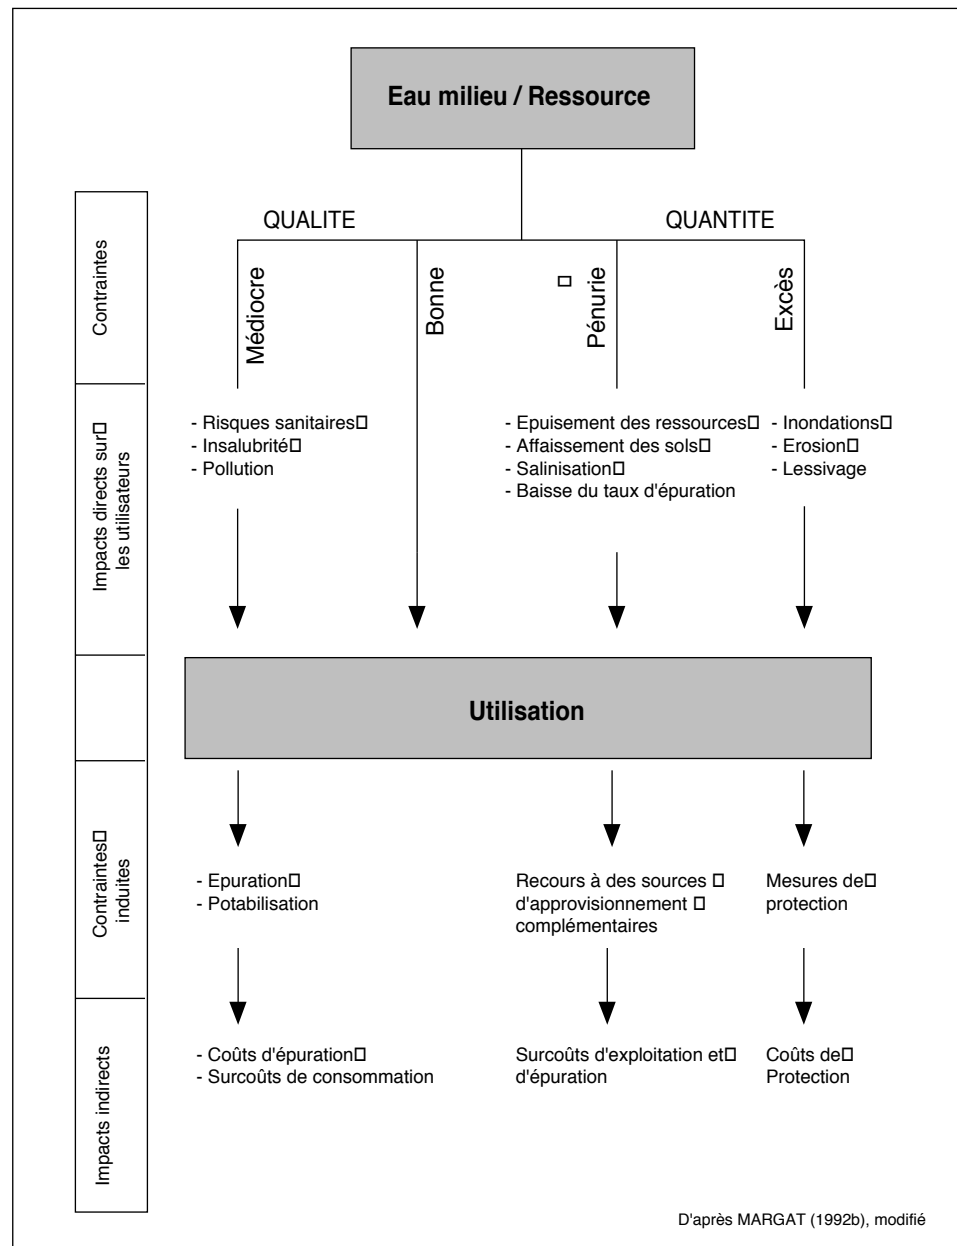 Eau milieu / Ressource
QUALITE
QUANTITE
Contraintes
Médiocre
Bonne
Pénurie
Excès
Impacts directs sur
les utilisateurs
- Risques sanitaires
- Insalubrité
- Pollution
- Epuisement des ressources
- Affaissement des sols
- Salinisation
- Baisse du taux d'épuration
- Inondations
- Erosion
- Lessivage
Utilisation
Contraintes
induites
- Epuration
- Potabilisation
Recours à des sources
d'approvisionnement
complémentaires
Mesures de
protection
Impacts indirects
- Coûts d'épuration
- Surcoûts de consommation
Surcoûts d'exploitation et
d'épuration
Coûts de
Protection
D'après MARGAT (1992b), modifié